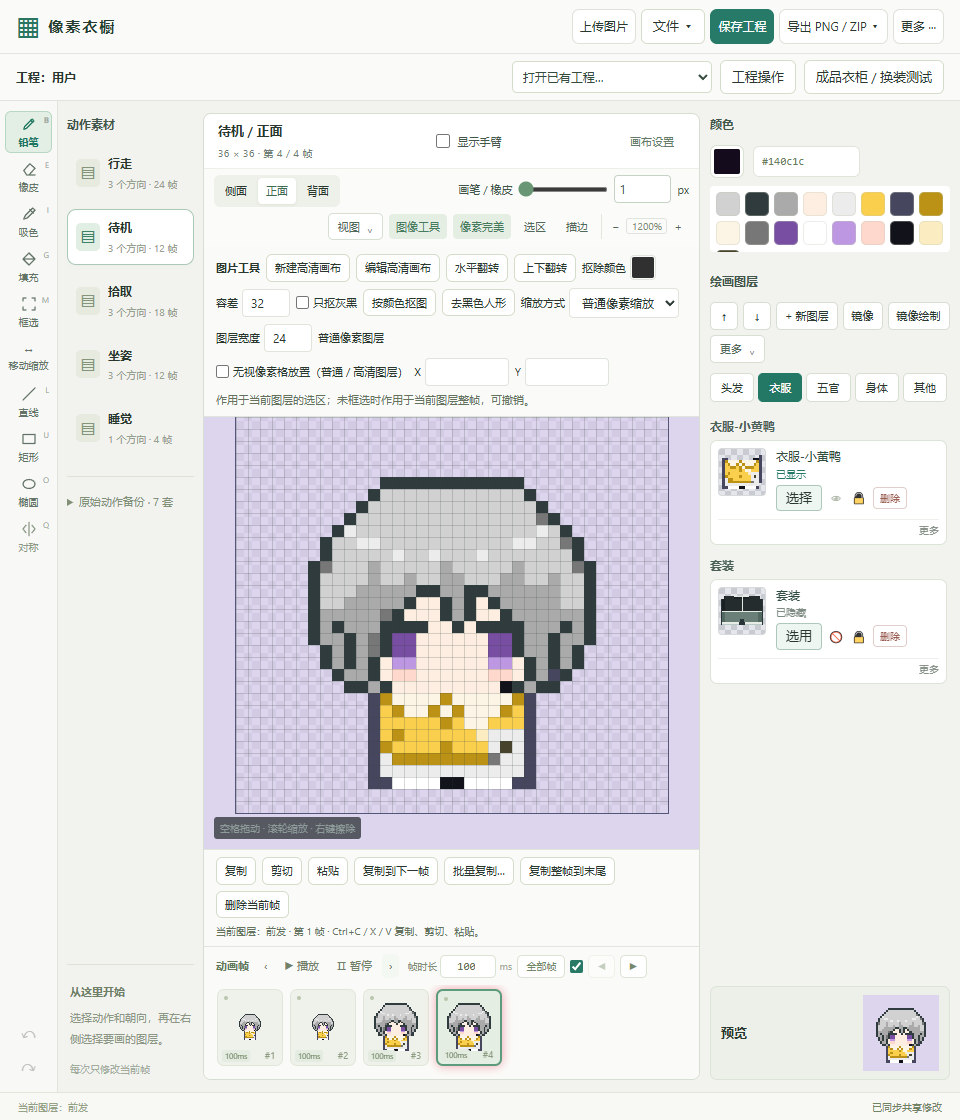 像素衣橱
上传图片
文件
保存工程
导出 PNG / ZIP
更多 ···
工程：用户
打开已有工程...
工程操作
成品衣柜 / 换装测试
铅笔 B
橡皮 E
吸色 I
填充 G
框选 M
移动缩放
直线 L
矩形 U
椭圆 O
对称 Q
动作素材
行走
3 个方向 · 24 帧
待机
3 个方向 · 12 帧
拾取
3 个方向 · 18 帧
坐姿
3 个方向 · 12 帧
睡觉
1 个方向 · 4 帧
原始动作备份 · 7 套
从这里开始
选择动作和朝向，再在右
侧选择要画的图层。
每次只修改当前帧
待机 / 正面
36 × 36 · 第 4 / 4 帧
显示手臂
画布设置
侧面
正面
背面
画笔 / 橡皮
1
px
视图
图像工具
像素完美
选区
描边
−
1200%
+
图片工具
新建高清画布
编辑高清画布
水平翻转
上下翻转
抠除颜色
容差
32
只抠灰黑
按颜色抠图
去黑色人形
缩放方式
普通像素缩放
图层宽度
24
普通像素图层
无视像素格放置（普通 / 高清图层）
X
Y
作用于当前图层的选区；未框选时作用于当前图层整帧，可撤销。
空格拖动 · 滚轮缩放 · 右键擦除
复制
剪切
粘贴
复制到下一帧
批量复制...
复制整帧到末尾
删除当前帧
当前图层：前发 · 第 1 帧 · Ctrl+C / X / V 复制、剪切、粘贴。
动画帧
‹
播放
暂停
›
帧时长
100
ms
全部帧
100ms #1
100ms #2
100ms #3
100ms #4
颜色
#140c1c
绘画图层
↑
↓
+ 新图层
镜像
镜像绘制
更多
头发
衣服
五官
身体
其他
衣服-小黄鸭
衣服-小黄鸭
已显示
选择
删除
更多
套装
套装
已隐藏
选用
删除
更多
预览
当前图层：前发
已同步共享修改